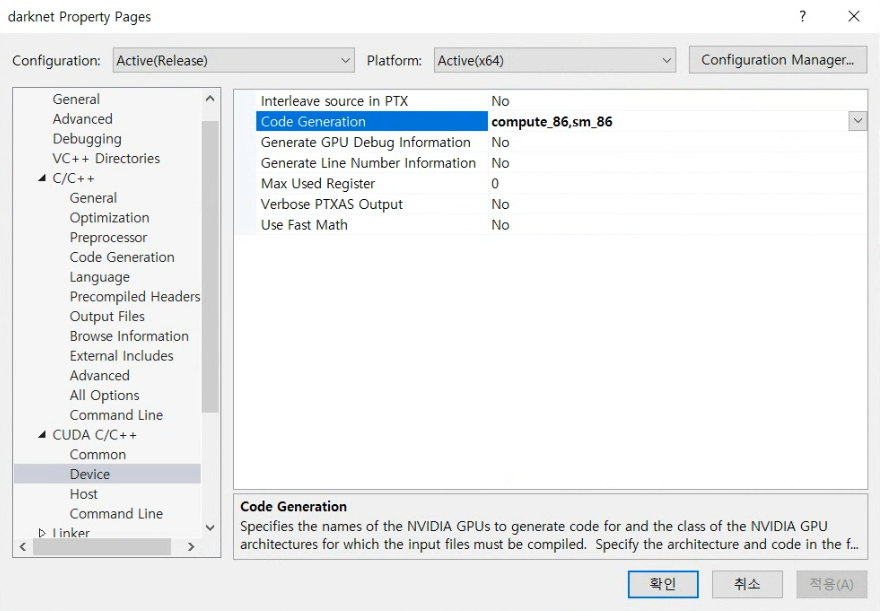 darknet Property Pages ?
Configuration: Active(Release) Platform: Active(x64) Configuration Manager...
General
Advanced
Debugging
VC++ Directories
C/C++
General
Optimization
Preprocessor
Code Generation
Language
Precompiled Headers
Output Files
Browse Information
External Includes
Advanced
All Options
Command Line
CUDA C/C++
Common
Device
Host
Command Line
Linker
Interleave source in PTX No
Code Generation compute_86,sm_86
Generate GPU Debug Information No
Generate Line Number Information No
Max Used Register 0
Verbose PTXAS Output No
Use Fast Math No
Code Generation
Specifies the names of the NVIDIA GPUs to generate code for and the class of the NVIDIA GPU
architectures for which the input files must be compiled. Specify the architecture and code in the f...
확인 취소 적용(A)